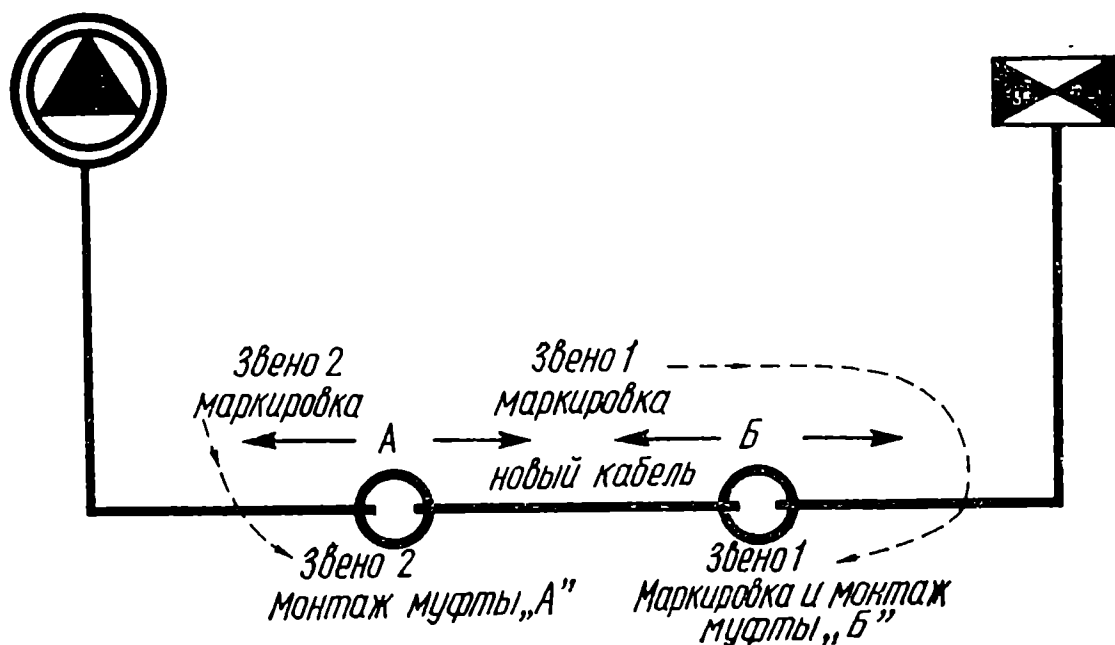 Звено 2
маркировка
Звено 1
маркировка
А
Б
новый кабель
Звено 2
монтаж муфты „А”
Звено 1
Маркировка и монтаж
муфты „Б”